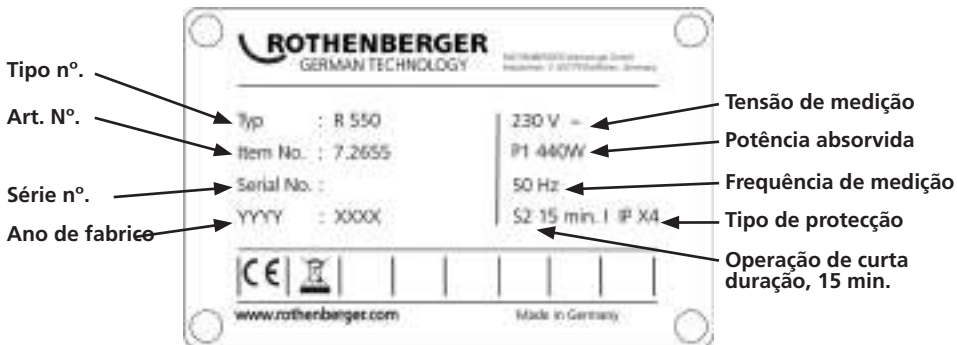 ROTHENBERGER
GERMAN TECHNOLOGY
Tipo nº.
Art. Nº.
Série nº.
Ano de fabrico
Typ : R 550
Item No. : 7.2655
Serial No. :
YYYY : XXXX
230 V ~
P1 440W
50 Hz
S2 15 min. I IP X4
Tensão de medição
Potência absorvida
Frequência de medição
Tipo de protecção
Operação de curta
duração, 15 min.
CE
www.rothenberger.com
Made in Germany